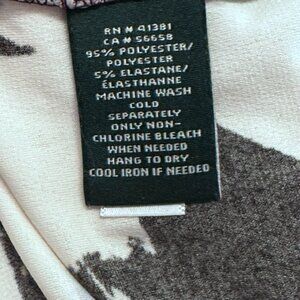 RN # 41381
CA # 56658
95% POLYESTER/
POLYESTER
5% ELASTANE/
ÉLASTHANNE
MACHINE WASH
COLD
SEPARATELY
ONLY NON-
CHLORINE BLEACH
WHEN NEEDED
HANG TO DRY
COOL IRON IF NEEDED